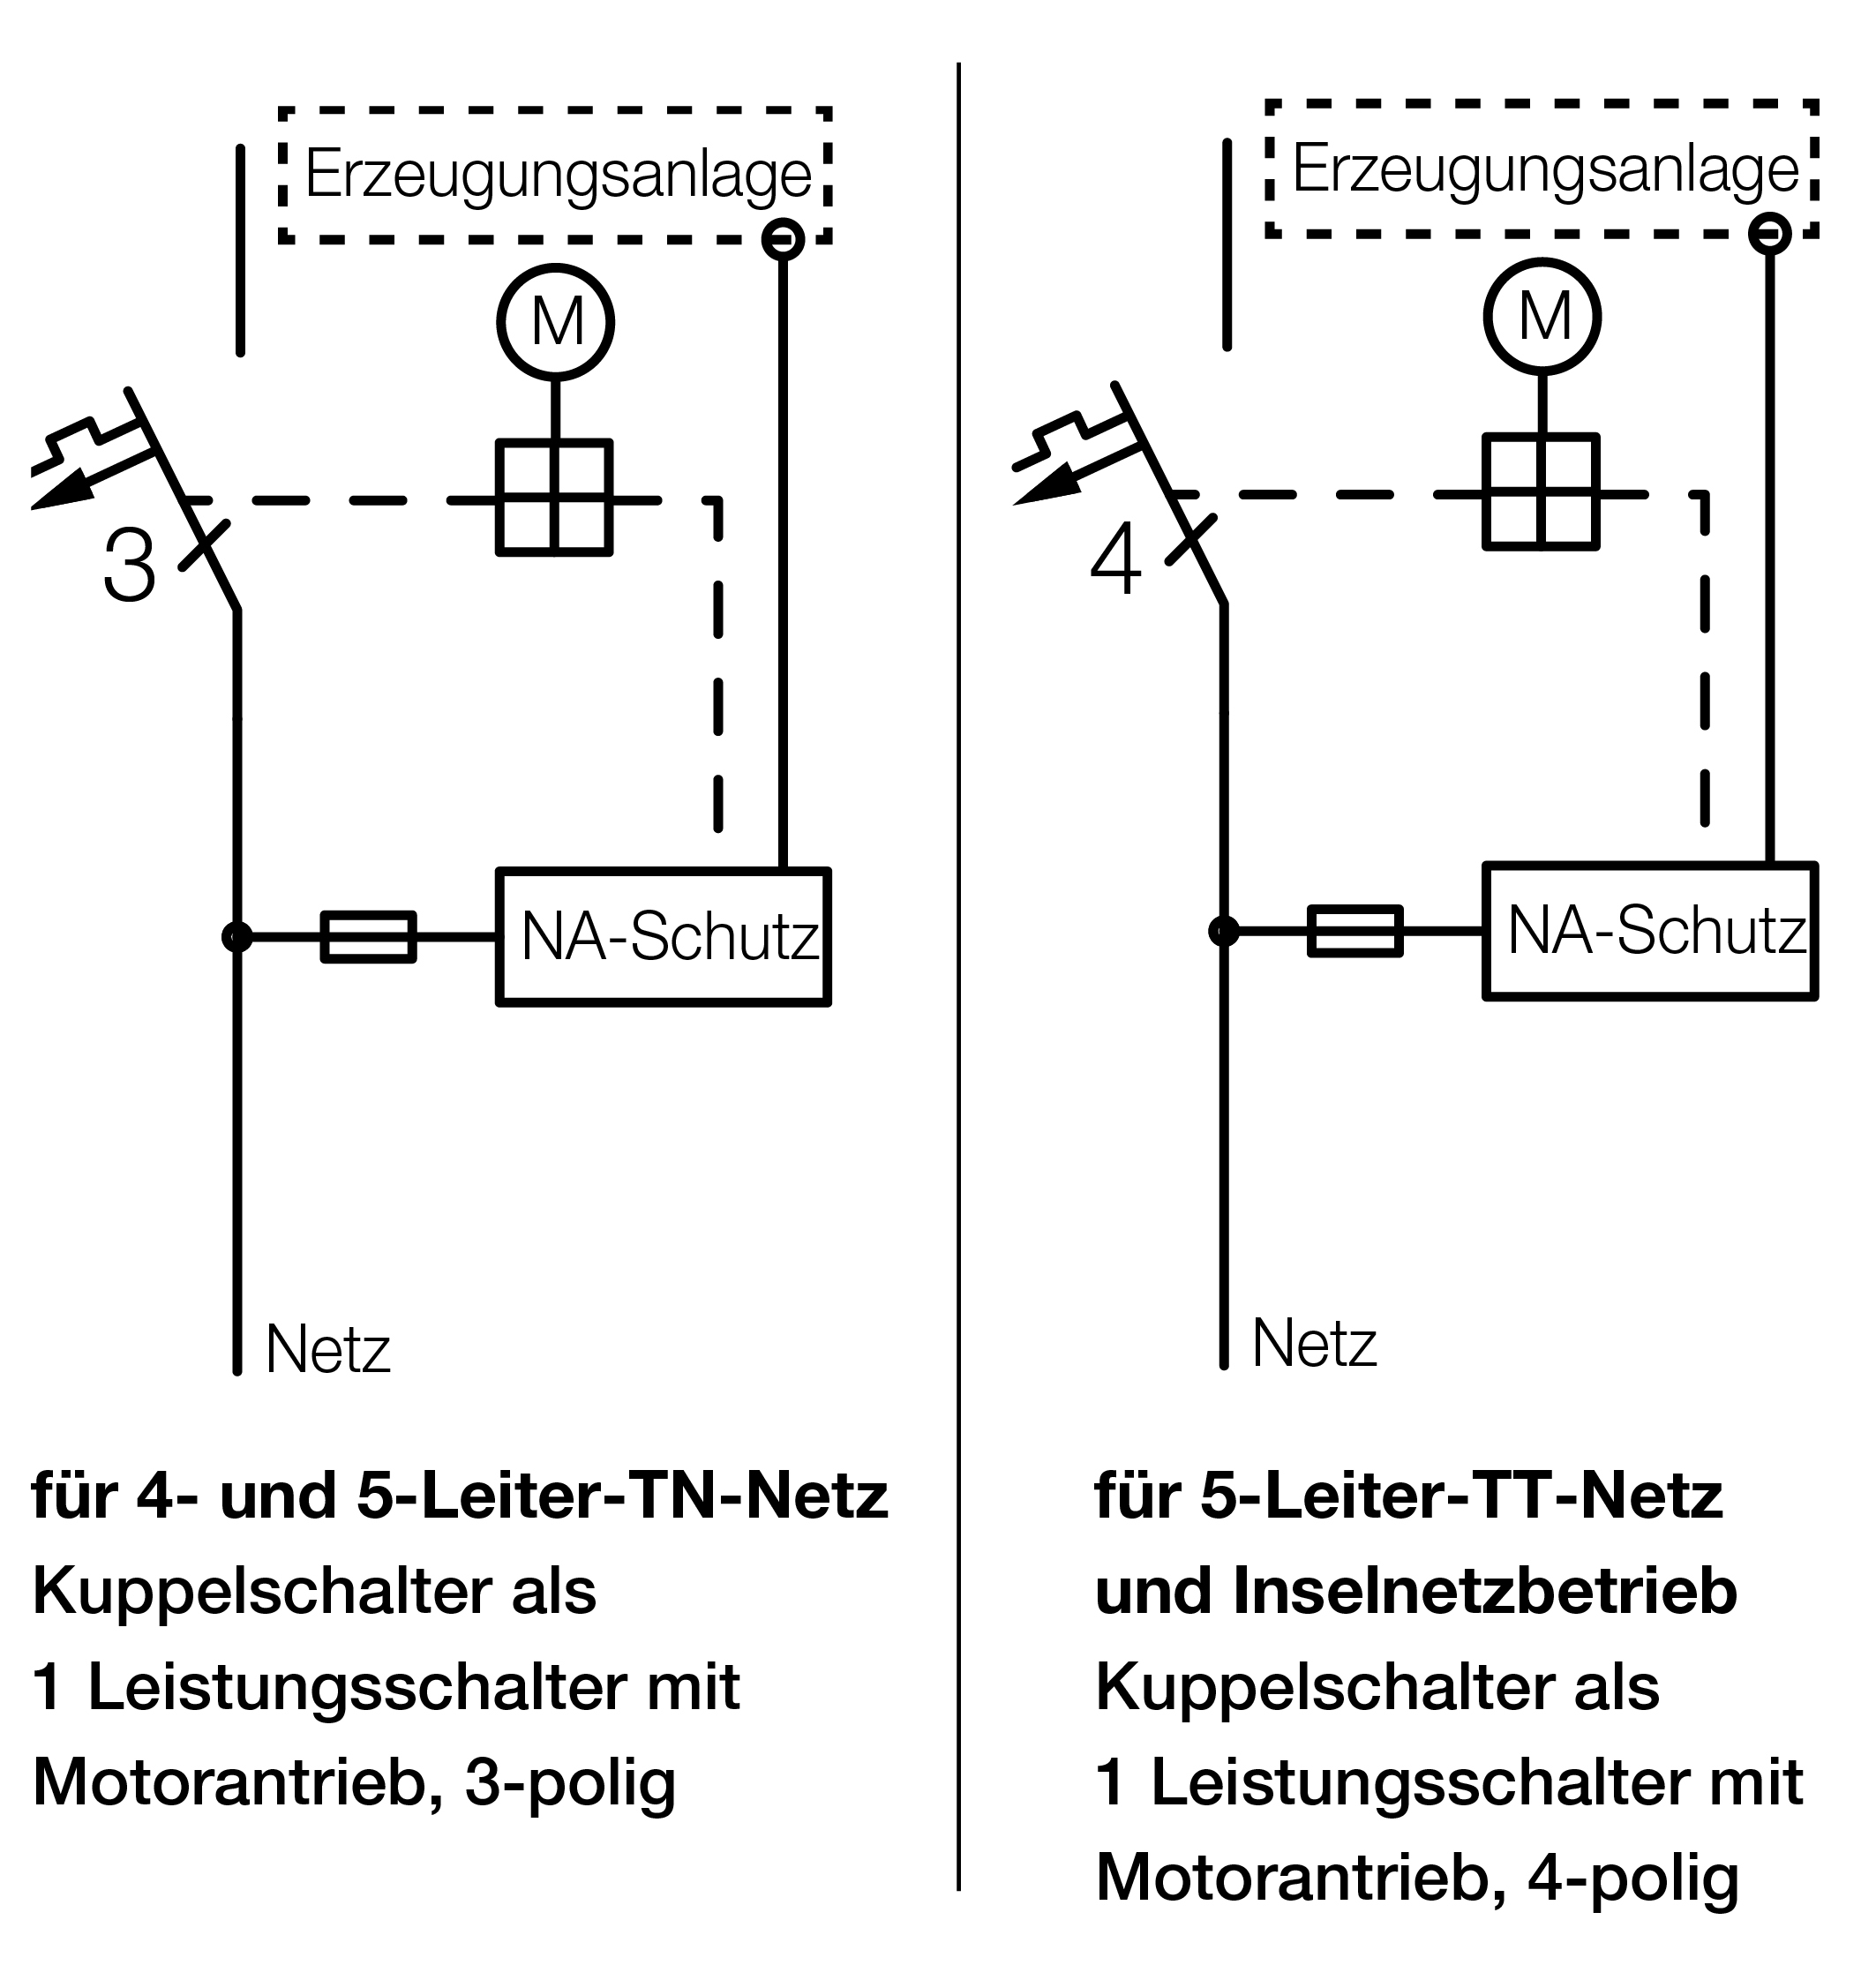 Erzeugungsanlage
M
3
NA-Schutz
Netz
für 4- und 5-Leiter-TN-Netz
Kuppelschalter als
1 Leistungsschalter mit
Motorantrieb, 3-polig
Erzeugungsanlage
M
4
NA-Schutz
Netz
für 5-Leiter-TT-Netz
und Inselnetzbetrieb
Kuppelschalter als
1 Leistungsschalter mit
Motorantrieb, 4-polig